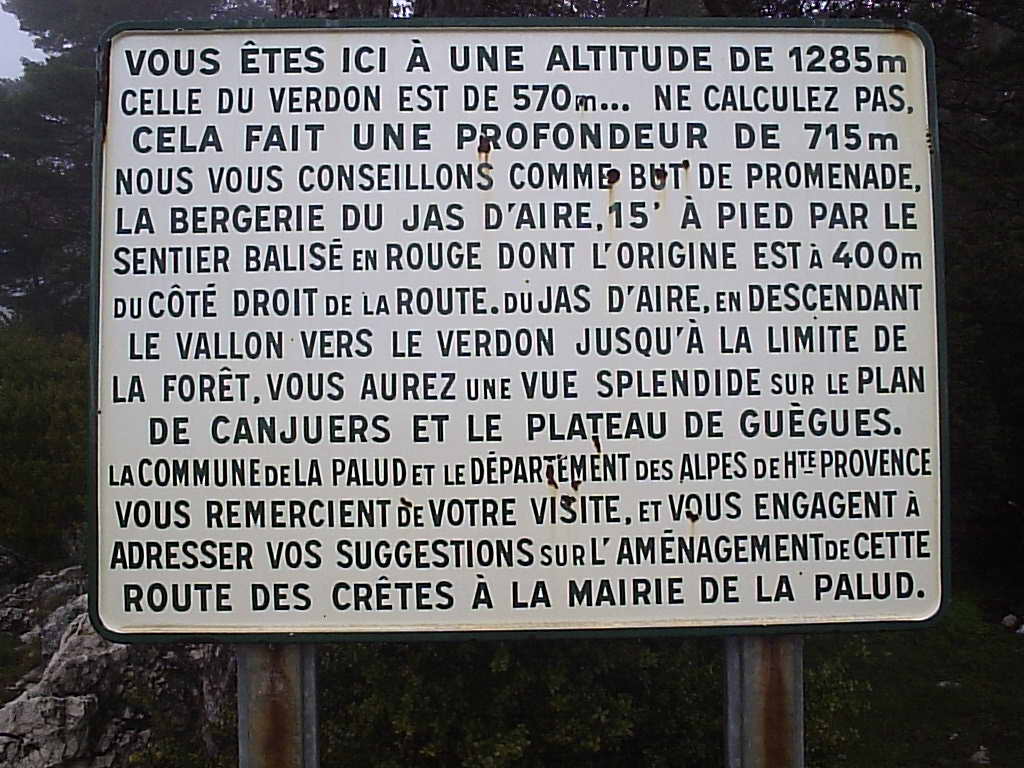 VOUS ÊTES ICI À UNE ALTITUDE DE 1285m
CELLE DU VERDON EST DE 570m... NE CALCULEZ PAS,
CELA FAIT UNE PROFONDEUR DE 715m
NOUS VOUS CONSEILLONS COMME BUT DE PROMENADE,
LA BERGERIE DU JAS D'AIRE, 15' À PIED PAR LE
SENTIER BALISÉ EN ROUGE DONT L'ORIGINE EST À 400m
DU CÔTÉ DROIT DE LA ROUTE. DU JAS D'AIRE, EN DESCENDANT
LE VALLON VERS LE VERDON JUSQU'À LA LIMITE DE
LA FORÊT, VOUS AUREZ UNE VUE SPLENDIDE SUR LE PLAN
DE CANJUERS ET LE PLATEAU DE GUÈGUES.
LA COMMUNE DE LA PALUD ET LE DÉPARTEMENT DES ALPES DE HTE PROVENCE
VOUS REMERCIENT DE VOTRE VISITE, ET VOUS ENGAGENT À
ADRESSER VOS SUGGESTIONS SUR L'AMÉNAGEMENT DE CETTE
ROUTE DES CRÊTES À LA MAIRIE DE LA PALUD.